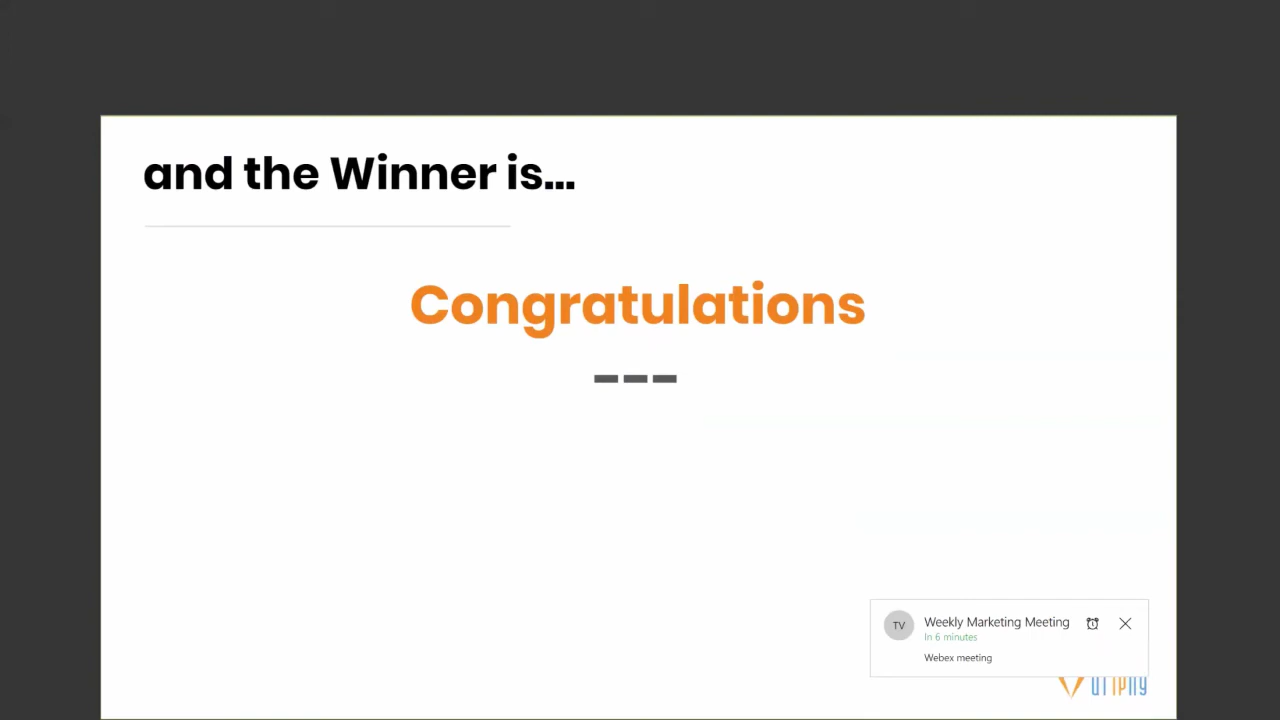 and the Winner is...
Congratulations
---
TV
Weekly Marketing Meeting
In 6 minutes
Webex meeting